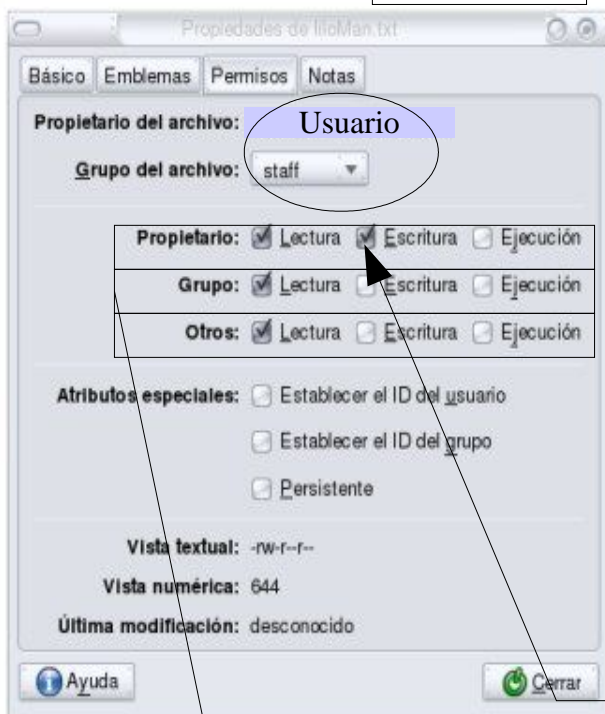 Propiedades de liloMan.txt
Básico Emblemas Permisos Notas
Propietario del archivo: Usuario
Grupo del archivo: staff
Propietario: Lectura Escritura Ejecución
Grupo: Lectura Escritura Ejecución
Otros: Lectura Escritura Ejecución
Atributos especiales: Establecer el ID del usuario
Establecer el ID del grupo
Persistente
Vista textual: -rw-r--r--
Vista numérica: 644
Última modificación: desconocido
Ayuda Cerrar